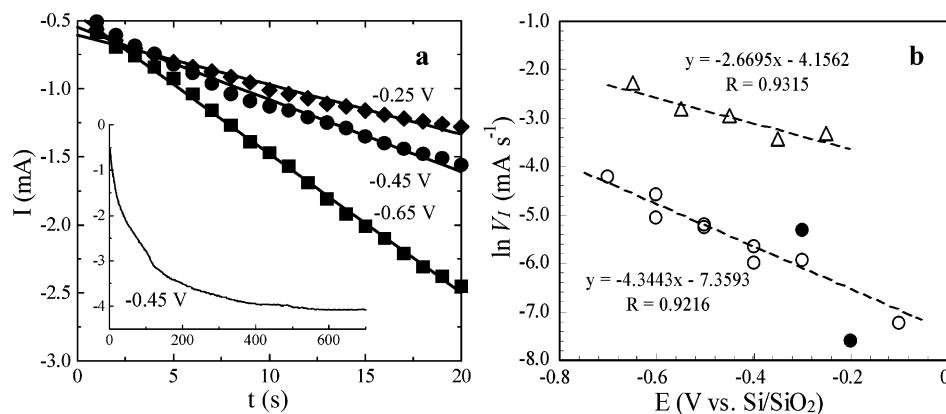 a
-0.5
-1.0
-1.5
-2.0
-2.5
-3.0
I (mA)
0
5
10
15
20
t (s)
-0.25 V
-0.45 V
-0.65 V
0
-1
-2
-3
-4
-0.45 V
0
200
400
600
b
-1.0
-2.0
-3.0
-4.0
-5.0
-6.0
-7.0
-8.0
ln V_I (mA s⁻¹)
y = -2.6695x - 4.1562
R = 0.9315
y = -4.3443x - 7.3593
R = 0.9216
-0.8
-0.6
-0.4
-0.2
0
E (V vs. Si/SiO₂)